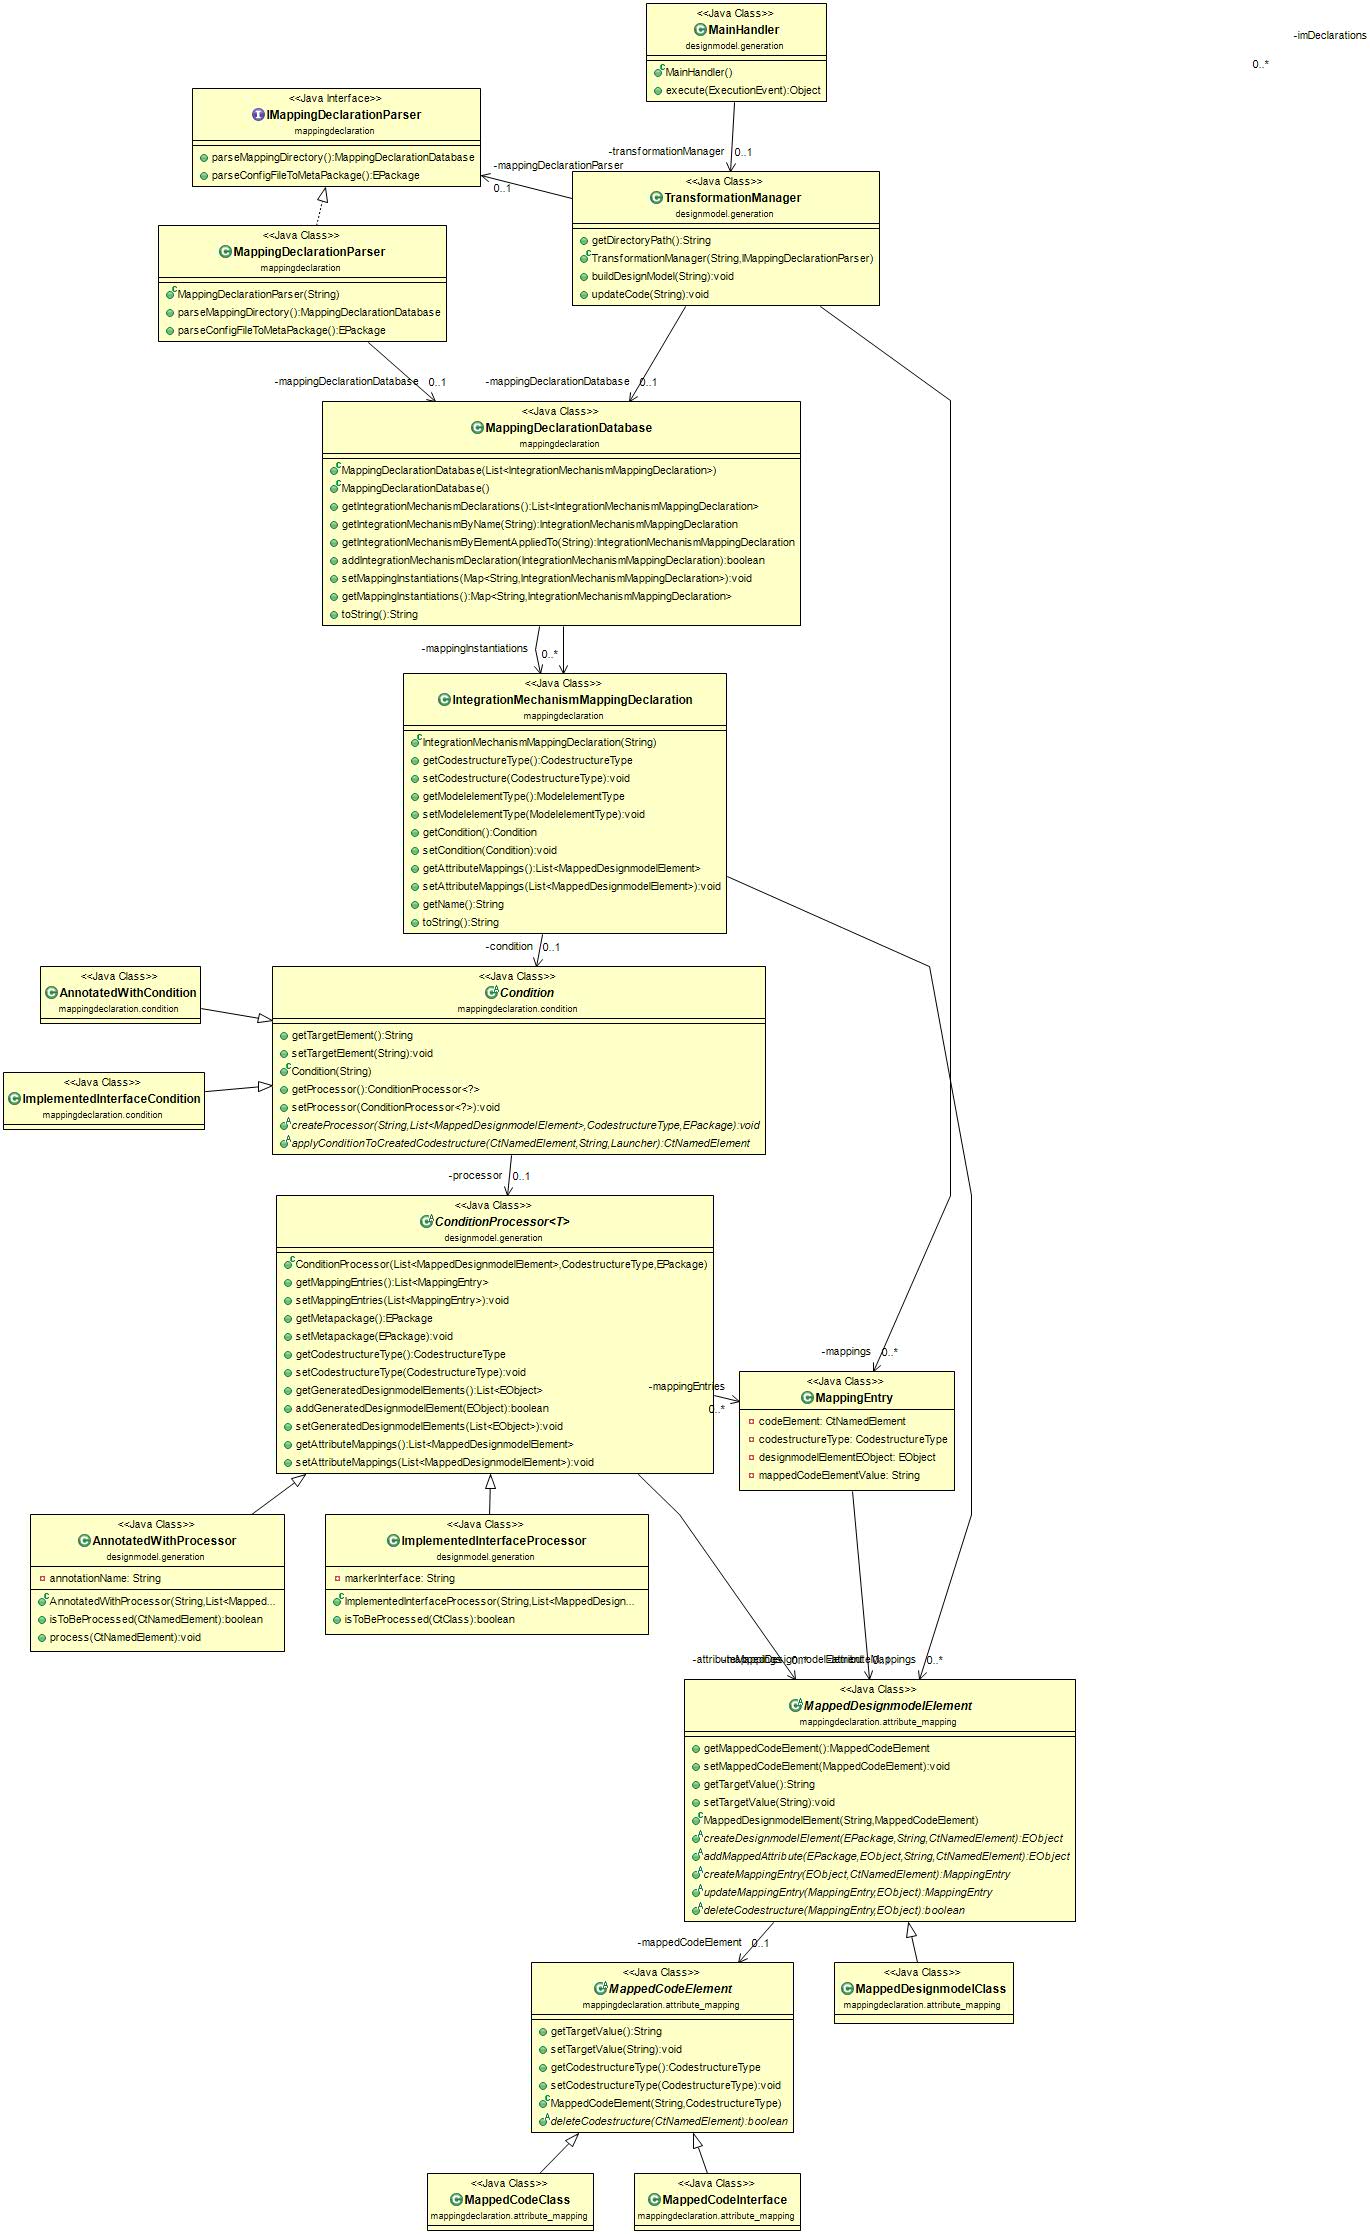 <<Java Class>>
MainHandler
designmodel.generation
MainHandler()
execute(ExecutionEvent):Object
-imDeclarations
0..*
<<Java Interface>>
IMappingDeclarationParser
mappingdeclaration
parseMappingDirectory():MappingDeclarationDatabase
parseConfigFileToMetaPackage():EPackage
-transformationManager
0..1
-mappingDeclarationParser
0..1
<<Java Class>>
TransformationManager
designmodel.generation
getDirectoryPath():String
TransformationManager(String,IMappingDeclarationParser)
buildDesignModel(String):void
updateCode(String):void
<<Java Class>>
MappingDeclarationParser
mappingdeclaration
MappingDeclarationParser(String)
parseMappingDirectory():MappingDeclarationDatabase
parseConfigFileToMetaPackage():EPackage
-mappingDeclarationDatabase
0..1
-mappingDeclarationDatabase
0..1
<<Java Class>>
MappingDeclarationDatabase
mappingdeclaration
MappingDeclarationDatabase(List<IntegrationMechanismMappingDeclaration>)
MappingDeclarationDatabase()
getIntegrationMechanismDeclarations():List<IntegrationMechanismMappingDeclaration>
getIntegrationMechanismByName(String):IntegrationMechanismMappingDeclaration
getIntegrationMechanismByElementAppliedTo(String):IntegrationMechanismMappingDeclaration
addIntegrationMechanismDeclaration(IntegrationMechanismMappingDeclaration):boolean
setMappingInstantiations(Map<String,IntegrationMechanismMappingDeclaration>):void
getMappingInstantiations():Map<String,IntegrationMechanismMappingDeclaration>
toString():String
-mappingInstantiations
0..*
<<Java Class>>
IntegrationMechanismMappingDeclaration
mappingdeclaration
IntegrationMechanismMappingDeclaration(String)
getCodestructureType():CodestructureType
setCodestructure(CodestructureType):void
getModelelementType():ModelelementType
setModelelementType(ModelelementType):void
getCondition():Condition
setCondition(Condition):void
getAttributeMappings():List<MappedDesignmodelElement>
setAttributeMappings(List<MappedDesignmodelElement>):void
getName():String
toString():String
-condition
0..1
<<Java Class>>
AnnotatedWithCondition
mappingdeclaration.condition
<<Java Class>>
ImplementedInterfaceCondition
mappingdeclaration.condition
<<Java Class>>
Condition
mappingdeclaration.condition
getTargetElement():String
setTargetElement(String):void
Condition(String)
getProcessor():ConditionProcessor<?>
setProcessor(ConditionProcessor<?>):void
createProcessor(String,List<MappedDesignmodelElement>,CodestructureType,EPackage):void
applyConditionToCreatedCodestructure(CtNamedElement,String,Launcher):CtNamedElement
-processor
0..1
<<Java Class>>
ConditionProcessor<T>
designmodel.generation
ConditionProcessor(List<MappedDesignmodelElement>,CodestructureType,EPackage)
getMappingEntries():List<MappingEntry>
setMappingEntries(List<MappingEntry>):void
getMetapackage():EPackage
setMetapackage(EPackage):void
getCodestructureType():CodestructureType
setCodestructureType(CodestructureType):void
getGeneratedDesignmodelElements():List<EObject>
addGeneratedDesignmodelElement(EObject):boolean
setGeneratedDesignmodelElements(List<EObject>):void
getAttributeMappings():List<MappedDesignmodelElement>
setAttributeMappings(List<MappedDesignmodelElement>):void
-mappings
0..*
-mappingEntries
0..*
<<Java Class>>
MappingEntry
codeElement: CtNamedElement
codestructureType: CodestructureType
designmodelElementEObject: EObject
mappedCodeElementValue: String
<<Java Class>>
AnnotatedWithProcessor
designmodel.generation
annotationName: String
AnnotatedWithProcessor(String,List<Mapped...
isToBeProcessed(CtNamedElement):boolean
process(CtNamedElement):void
<<Java Class>>
ImplementedInterfaceProcessor
designmodel.generation
markerInterface: String
ImplementedInterfaceProcessor(String,List<MappedDesign...
isToBeProcessed(CtClass):boolean
0..*
<<Java Class>>
MappedDesignmodelElement
mappingdeclaration.attribute_mapping
getMappedCodeElement():MappedCodeElement
setMappedCodeElement(MappedCodeElement):void
getTargetValue():String
setTargetValue(String):void
MappedDesignmodelElement(String,MappedCodeElement)
createDesignmodelElement(EPackage,String,CtNamedElement):EObject
addMappedAttribute(EPackage,EObject,String,CtNamedElement):EObject
createMappingEntry(EObject,CtNamedElement):MappingEntry
updateMappingEntry(MappingEntry,EObject):MappingEntry
deleteCodestructure(MappingEntry,EObject):boolean
-mappedCodeElement
0..1
<<Java Class>>
MappedCodeElement
mappingdeclaration.attribute_mapping
getTargetValue():String
setTargetValue(String):void
getCodestructureType():CodestructureType
setCodestructureType(CodestructureType):void
MappedCodeElement(String,CodestructureType)
deleteCodestructure(CtNamedElement):boolean
<<Java Class>>
MappedDesignmodelClass
mappingdeclaration.attribute_mapping
<<Java Class>>
MappedCodeClass
mappingdeclaration.attribute_mapping
<<Java Class>>
MappedCodeInterface
mappingdeclaration.attribute_mapping